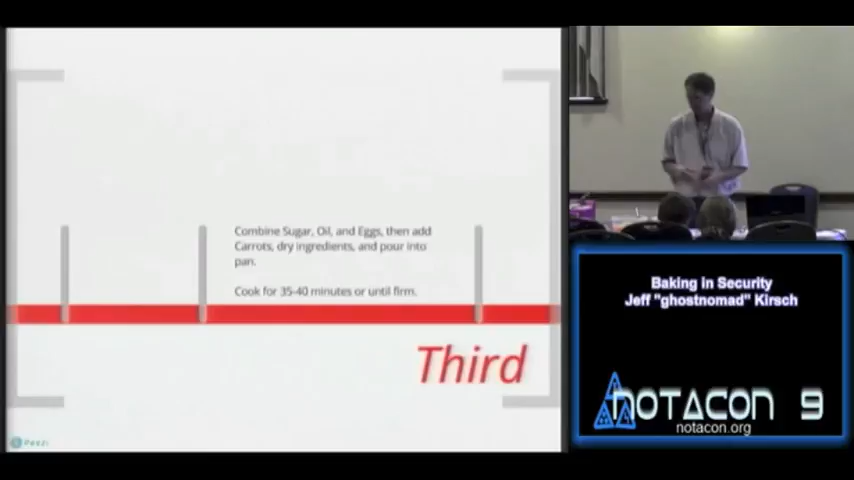 Combine Sugar, Oil, and Eggs, then add
Carrots, dry ingredients, and pour into
pan.
Cook for 35-40 minutes or until firm.
Third
Prezi
Baking in Security
Jeff "ghostnomad" Kirsch
NOTACON 9
notacon.org